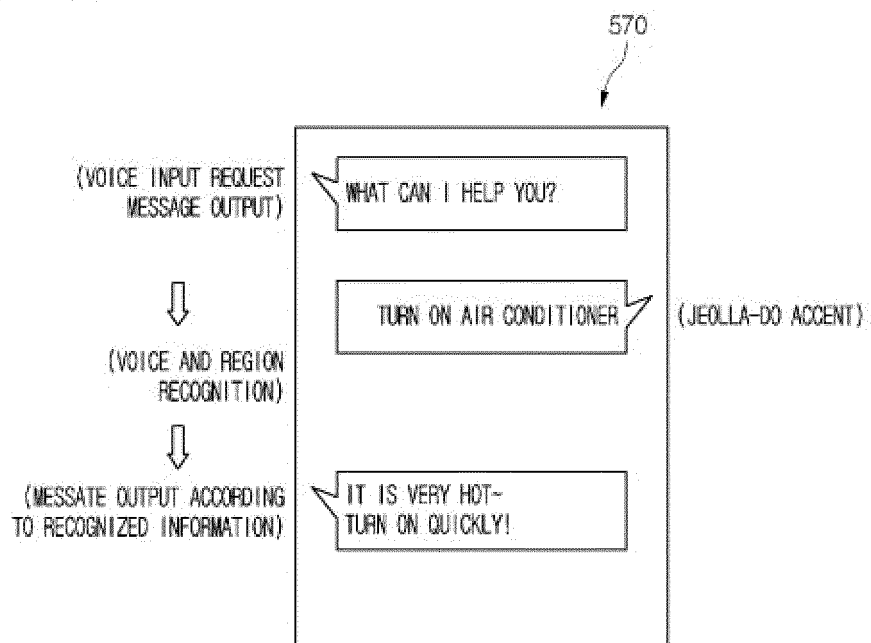 570
(VOICE INPUT REQUEST
MESSAGE OUTPUT)
WHAT CAN I HELP YOU?
TURN ON AIR CONDITIONER
(JEOLLA-DO ACCENT)
(VOICE AND REGION
RECOGNITION)
(MESSATE OUTPUT ACCORDING
TO RECOGNIZED INFORMATION)
IT IS VERY HOT~
TURN ON QUICKLY!